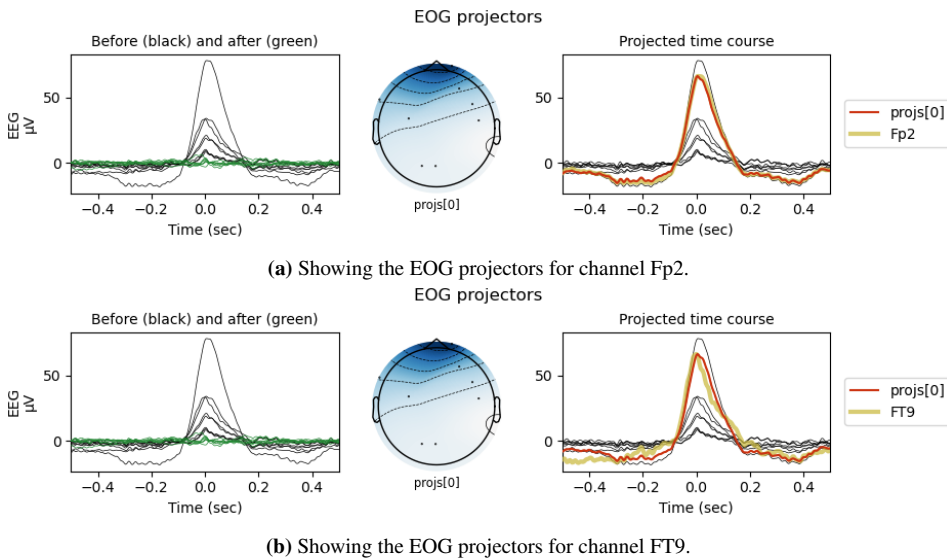 EOG projectors
Before (black) and after (green)
Projected time course
EEG
µV
50
0
−0.4 −0.2 0.0 0.2 0.4
Time (sec)
projs[0]
−0.4 −0.2 0.0 0.2 0.4
50
0
Time (sec)
projs[0]
Fp2
(a) Showing the EOG projectors for channel Fp2.
EOG projectors
Before (black) and after (green)
Projected time course
EEG
µV
50
0
−0.4 −0.2 0.0 0.2 0.4
Time (sec)
projs[0]
50
0
−0.4 −0.2 0.0 0.2 0.4
Time (sec)
projs[0]
FT9
(b) Showing the EOG projectors for channel FT9.